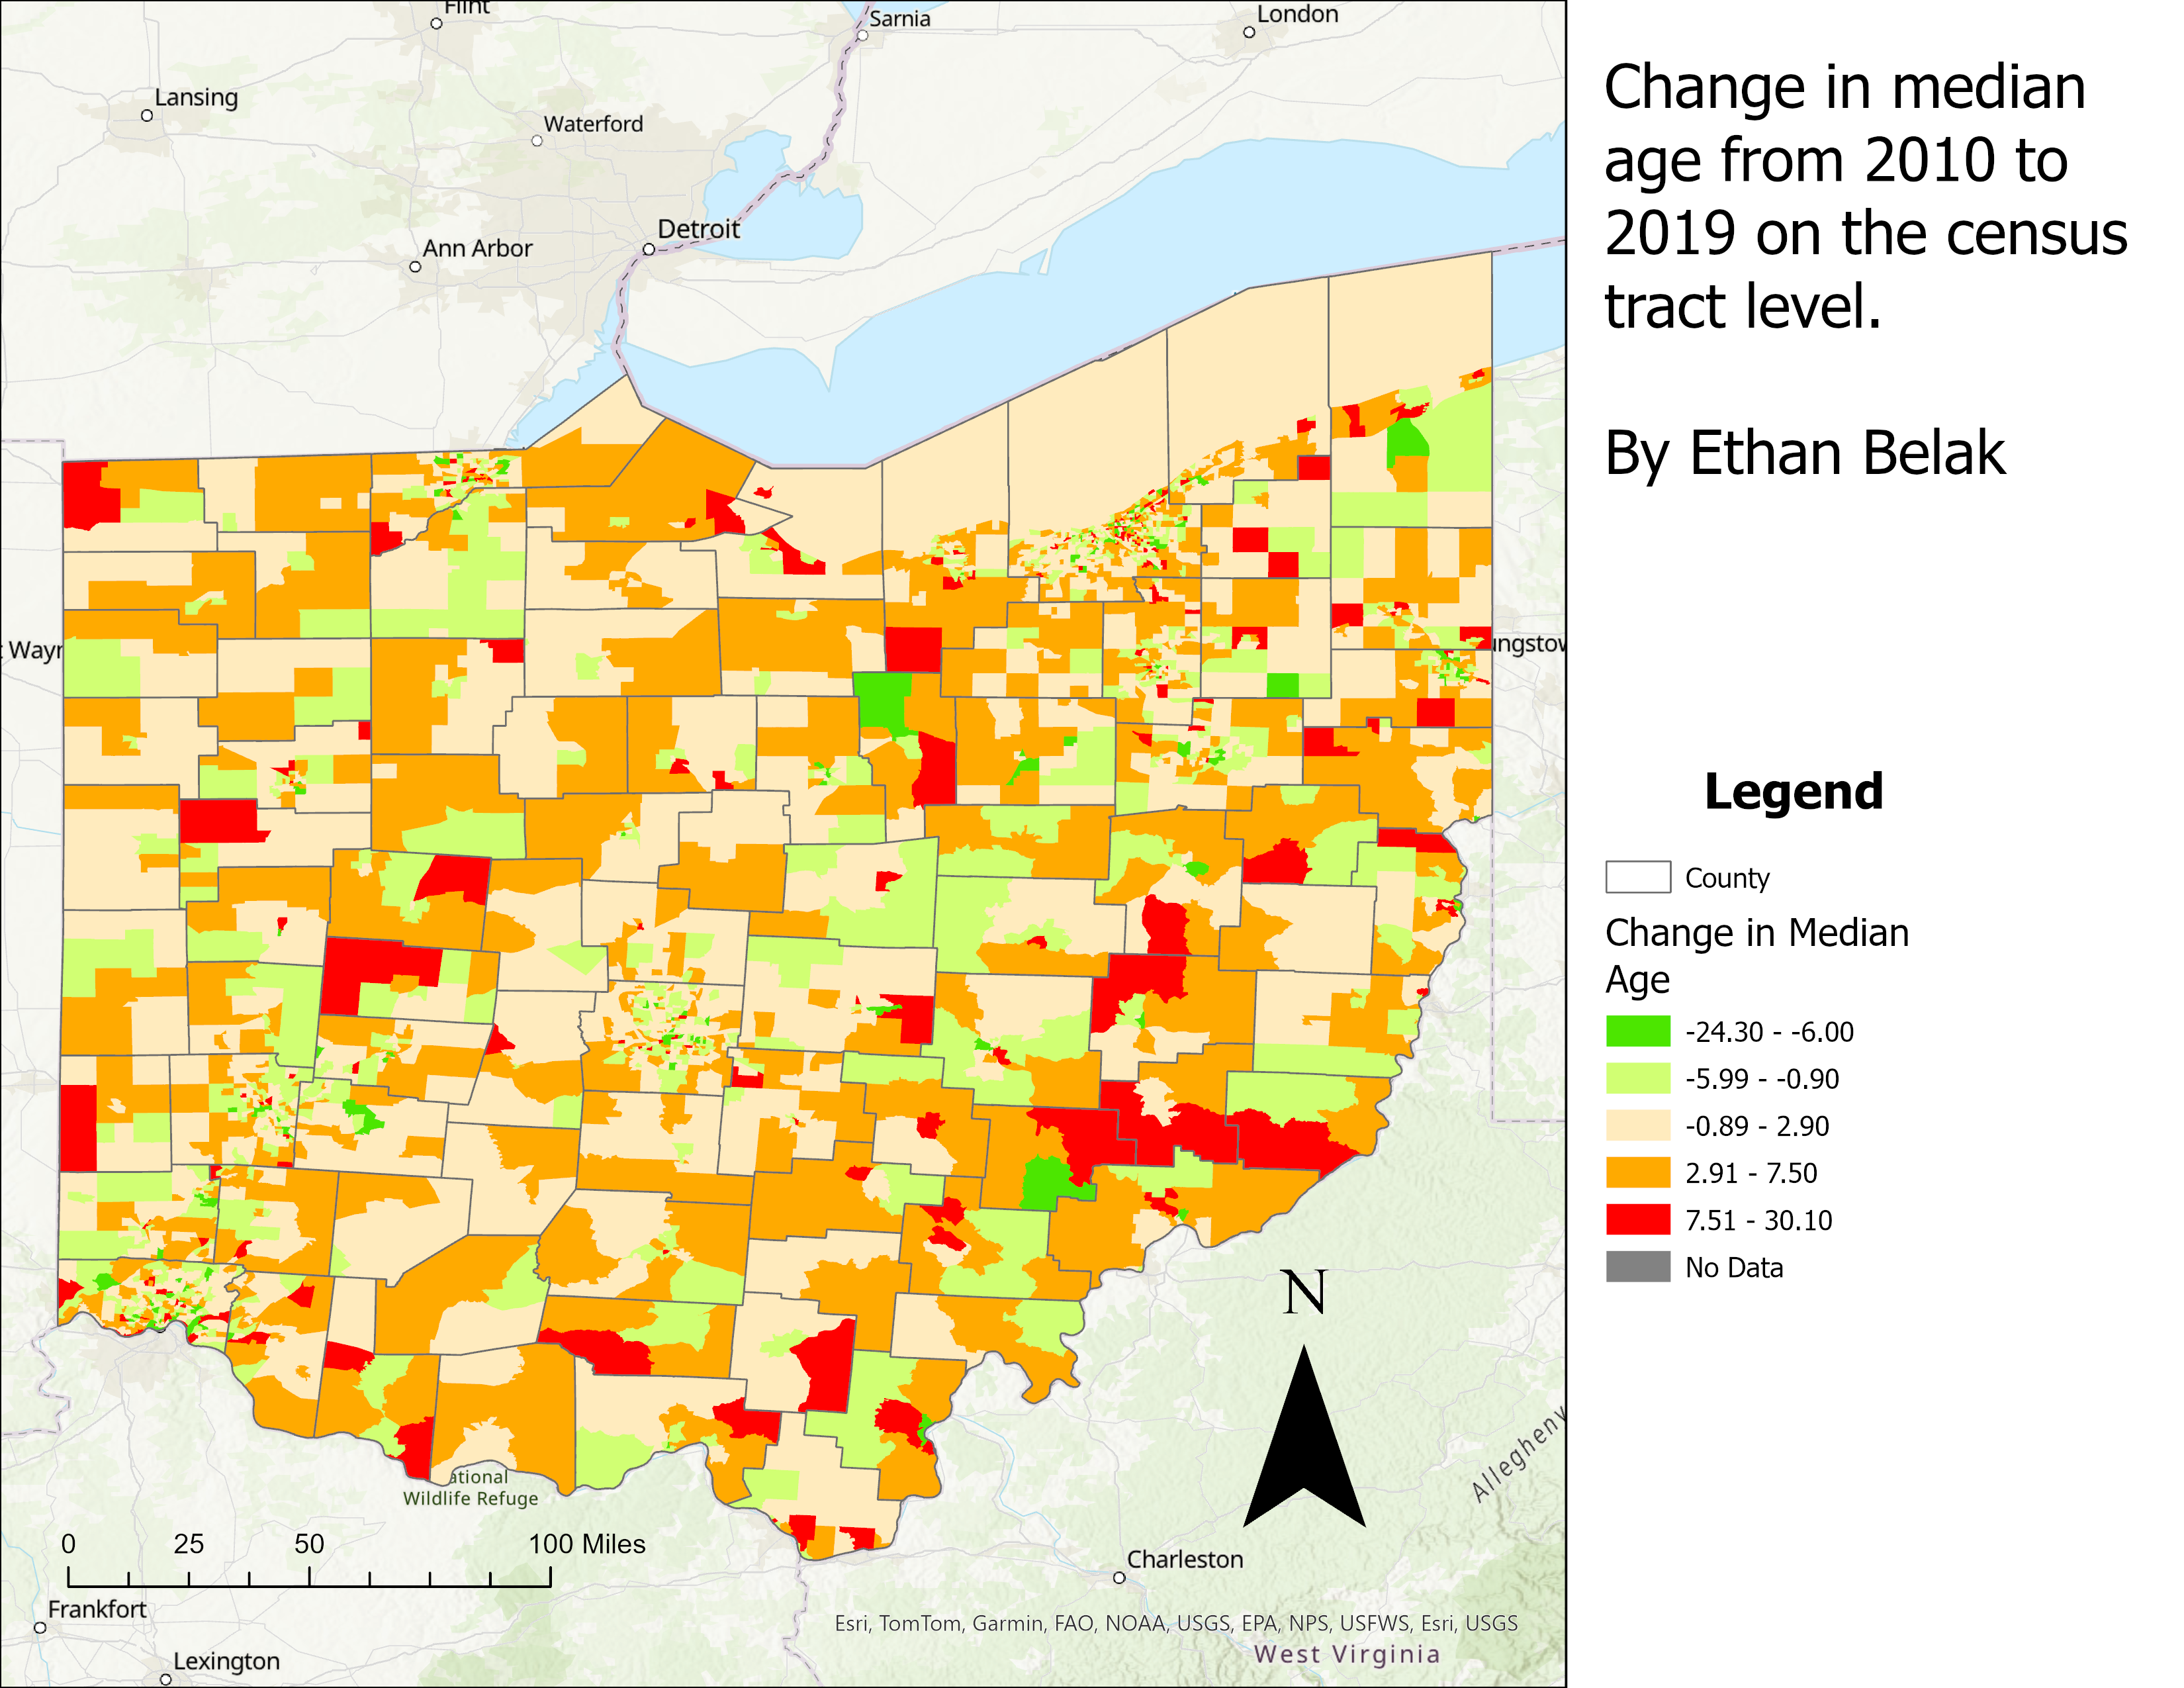 Flint
Sarnia
London
Lansing
Waterford
Detroit
Ann Arbor
Change in median
age from 2010 to
2019 on the census
tract level.
By Ethan Belak
Wayn
ungstow
Legend
County
Change in Median
Age
-24.30 - -6.00
-5.99 - -0.90
-0.89 - 2.90
2.91 - 7.50
7.51 - 30.10
No Data
N
Allegheny
ational
Wildlife Refuge
0 25 50 100 Miles
Charleston
Frankfort
Esri, TomTom, Garmin, FAO, NOAA, USGS, EPA, NPS, USFWS, Esri, USGS
West Virginia
Lexington